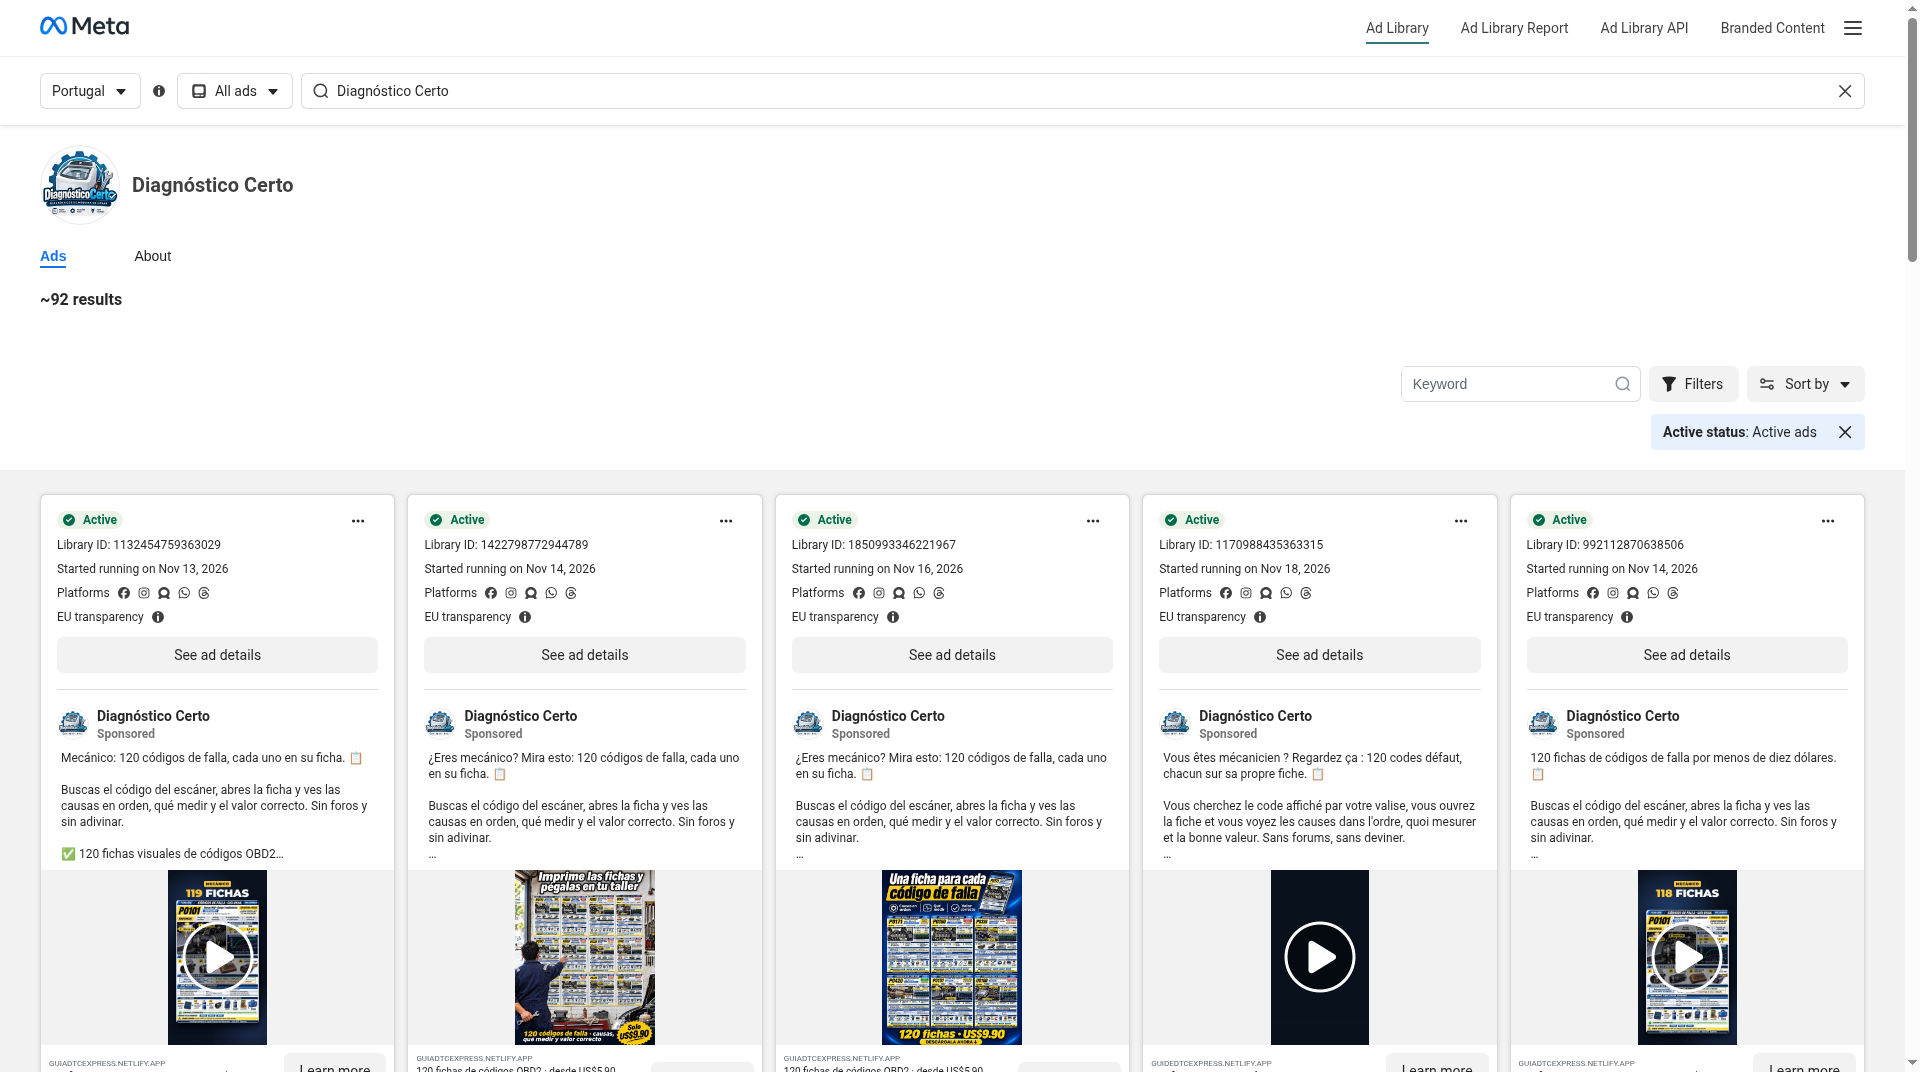 Meta
Ad Library
Ad Library Report
Ad Library API
Branded Content
Portugal
All ads
Diagnóstico Certo
Diagnóstico Certo
Ads
About
~92 results
Keyword
Filters
Sort by
Active status: Active ads
Active
Library ID: 1132454759363029
Started running on Nov 13, 2026
Platforms
EU transparency
See ad details
Diagnóstico Certo
Sponsored
Mecánico: 120 códigos de falla, cada uno en su ficha. 📋
Buscas el código del escáner, abres la ficha y ves las
causas en orden, qué medir y el valor correcto. Sin foros y
sin adivinar.
✅ 120 fichas visuales de códigos OBD2…
MECÁNICO
119 FICHAS
P0101
GUIADTCEXPRESS.NETLIFY.APP
Learn more
Active
Library ID: 1422798772944789
Started running on Nov 14, 2026
Platforms
EU transparency
See ad details
Diagnóstico Certo
Sponsored
¿Eres mecánico? Mira esto: 120 códigos de falla, cada uno
en su ficha. 📋
Buscas el código del escáner, abres la ficha y ves las
causas en orden, qué medir y el valor correcto. Sin foros y
sin adivinar.
…
Imprime las fichas y
pégalas en tu taller
120 códigos de falla · causas,
qué medir y valor correcto
Solo
US$9.90
GUIADTCEXPRESS.NETLIFY.APP
120 fichas de códigos OBD2 · desde US$5.90
Active
Library ID: 1850993346221967
Started running on Nov 16, 2026
Platforms
EU transparency
See ad details
Diagnóstico Certo
Sponsored
¿Eres mecánico? Mira esto: 120 códigos de falla, cada uno
en su ficha. 📋
Buscas el código del escáner, abres la ficha y ves las
causas en orden, qué medir y el valor correcto. Sin foros y
sin adivinar.
…
Una ficha para cada
código de falla
P0171
120 fichas · US$9.90
DESCÁRGALA AHORA
GUIADTCEXPRESS.NETLIFY.APP
120 fichas de códigos OBD2 · desde US$5.90
Active
Library ID: 1170988435363315
Started running on Nov 18, 2026
Platforms
EU transparency
See ad details
Diagnóstico Certo
Sponsored
Vous êtes mécanicien ? Regardez ça : 120 codes défaut,
chacun sur sa propre fiche. 📋
Vous cherchez le code affiché par votre valise, vous ouvrez
la fiche et vous voyez les causes dans l'ordre, quoi mesurer
et la bonne valeur. Sans forums, sans deviner.
…
GUIDEDTCEXPRESS.NETLIFY.APP
Learn more
Active
Library ID: 992112870638506
Started running on Nov 14, 2026
Platforms
EU transparency
See ad details
Diagnóstico Certo
Sponsored
120 fichas de códigos de falla por menos de diez dólares.
📋
Buscas el código del escáner, abres la ficha y ves las
causas en orden, qué medir y el valor correcto. Sin foros y
sin adivinar.
…
MECÁNICO
118 FICHAS
P0101
GUIADTCEXPRESS.NETLIFY.APP
Learn more